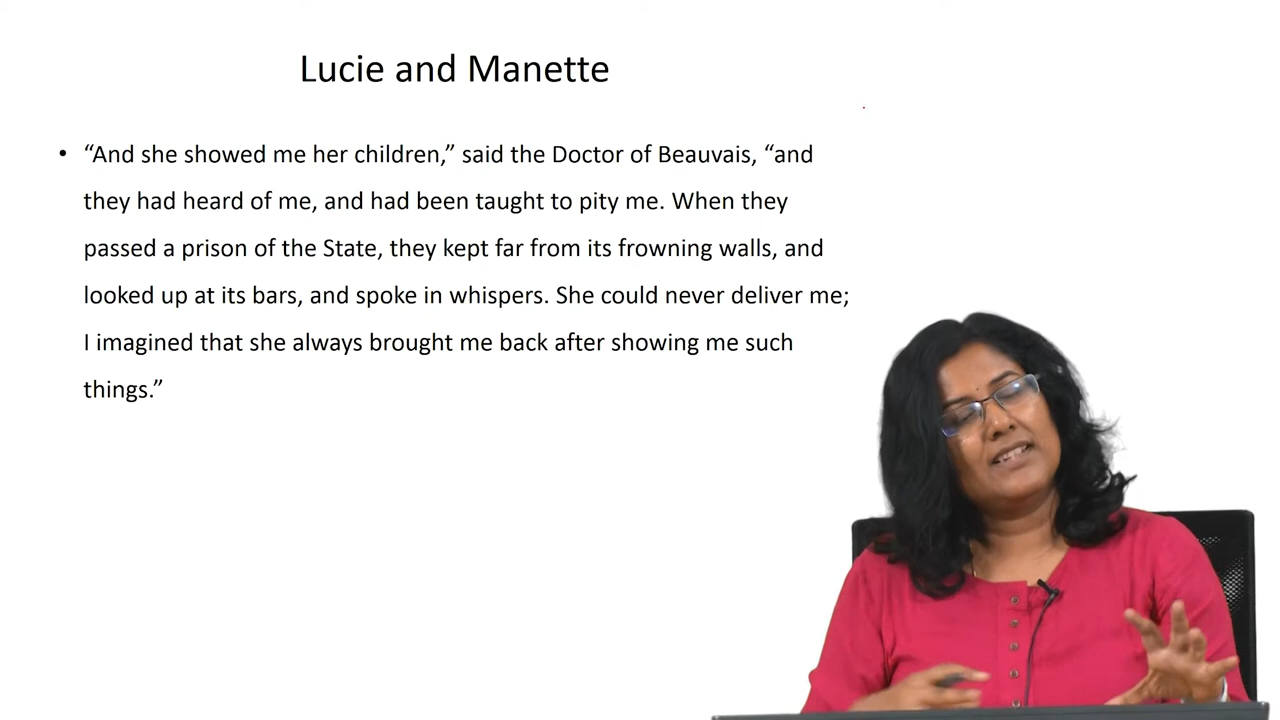 Lucie and Manette
• “And she showed me her children,” said the Doctor of Beauvais, “and
they had heard of me, and had been taught to pity me. When they
passed a prison of the State, they kept far from its frowning walls, and
looked up at its bars, and spoke in whispers. She could never deliver me;
I imagined that she always brought me back after showing me such
things.”